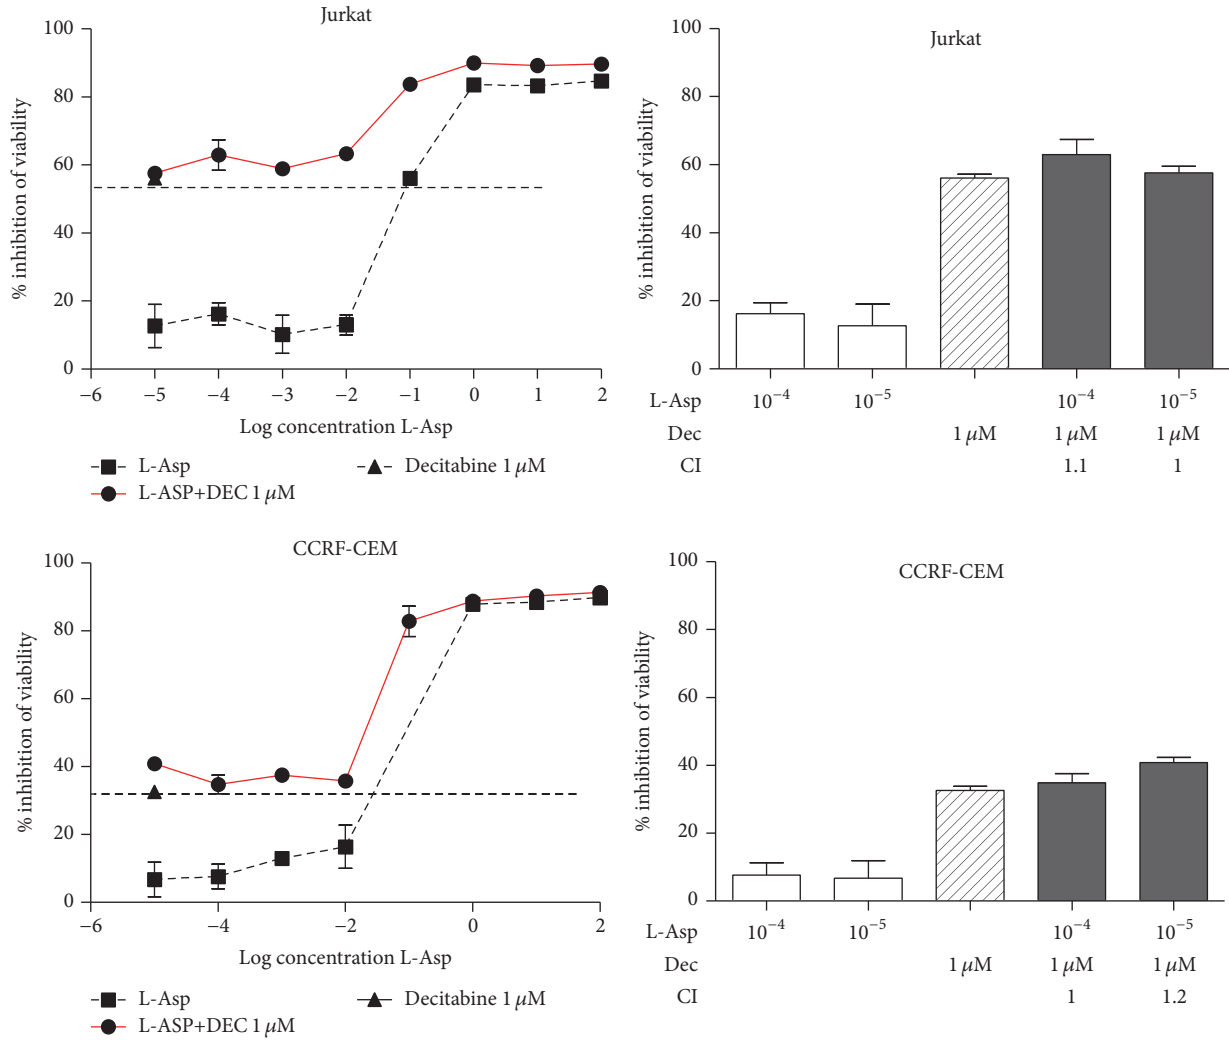 Jurkat
% inhibition of viability
100
80
60
40
20
0
−6 −5 −4 −3 −2 −1 0 1 2
Log concentration L-Asp
L-Asp
Decitabine 1 μM
L-ASP+DEC 1 μM
Jurkat
% inhibition of viability
100
80
60
40
20
0
L-Asp 10⁻⁴ 10⁻⁵ 10⁻⁴ 10⁻⁵
Dec 1 μM 1 μM 1 μM
CI 1.1 1
CCRF-CEM
% inhibition of viability
100
80
60
40
20
0
−6 −4 −2 0 2
Log concentration L-Asp
L-Asp
Decitabine 1 μM
L-ASP+DEC 1 μM
CCRF-CEM
% inhibition of viability
100
80
60
40
20
0
L-Asp 10⁻⁴ 10⁻⁵ 10⁻⁴ 10⁻⁵
Dec 1 μM 1 μM 1 μM
CI 1 1.2